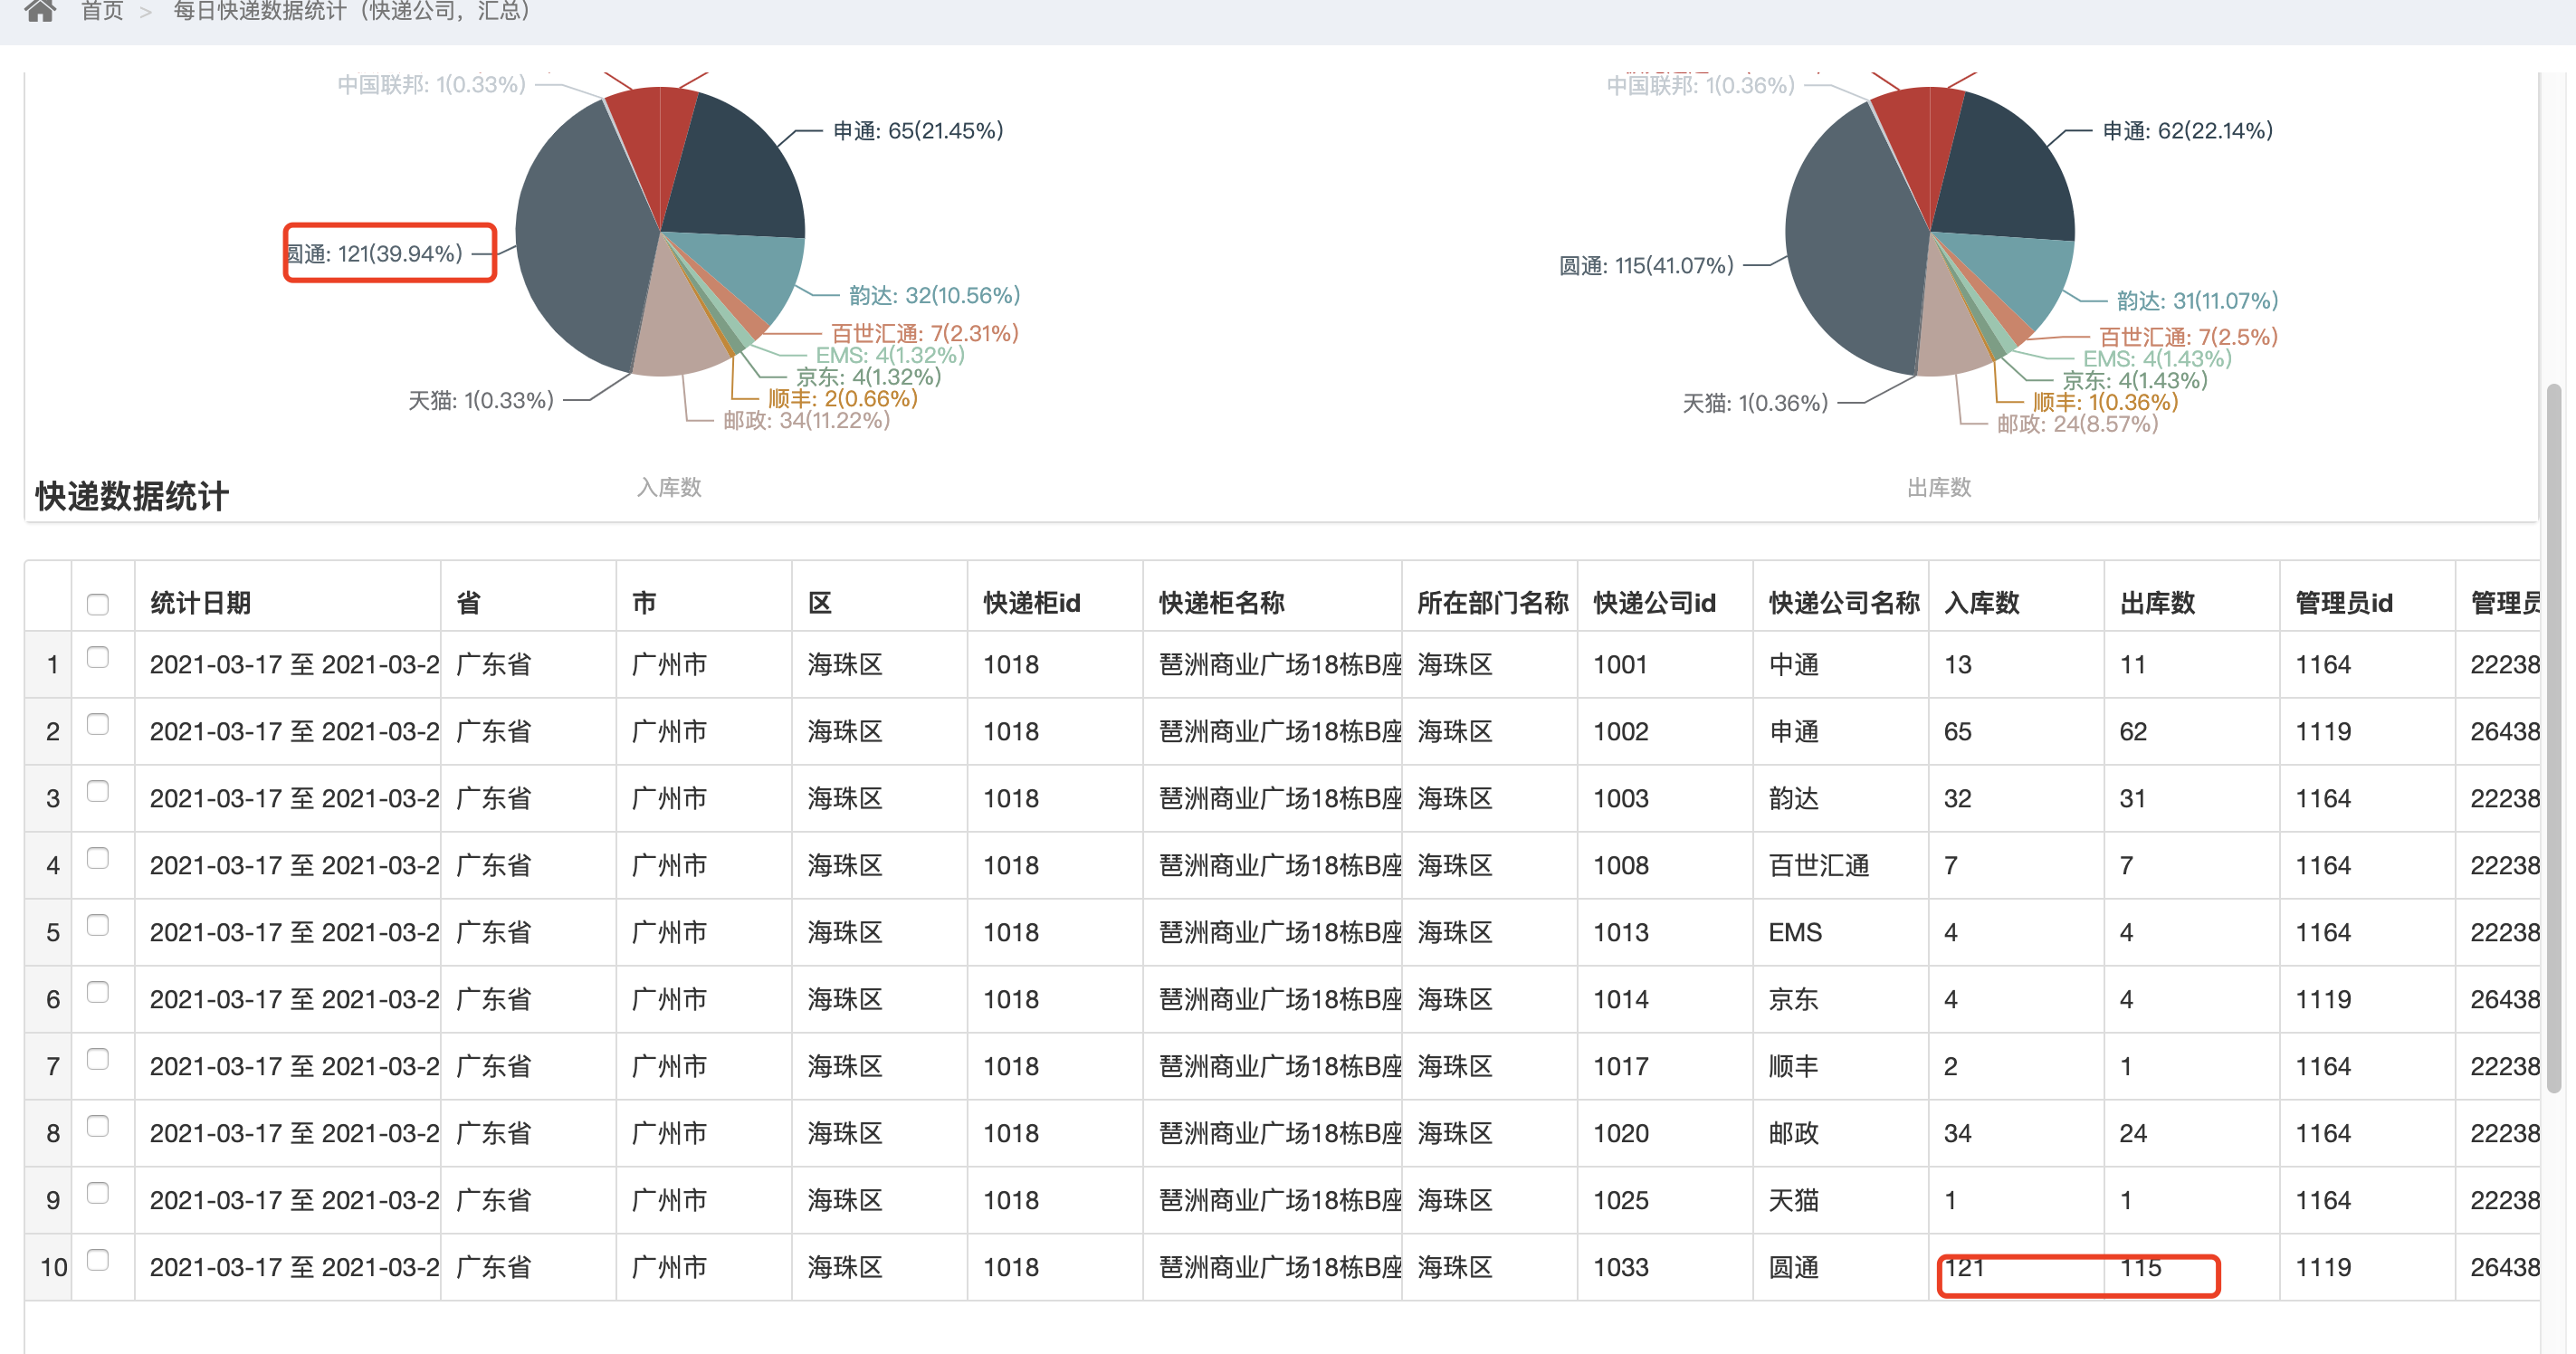 首页 > 每日快递数据统计（快递公司，汇总）
中国联邦: 1(0.33%)
申通: 65(21.45%)
圆通: 121(39.94%)
韵达: 32(10.56%)
百世汇通: 7(2.31%)
EMS: 4(1.32%)
京东: 4(1.32%)
顺丰: 2(0.66%)
天猫: 1(0.33%)
邮政: 34(11.22%)
入库数
中国联邦: 1(0.36%)
申通: 62(22.14%)
圆通: 115(41.07%)
韵达: 31(11.07%)
百世汇通: 7(2.5%)
EMS: 4(1.43%)
京东: 4(1.43%)
顺丰: 1(0.36%)
天猫: 1(0.36%)
邮政: 24(8.57%)
出库数
快递数据统计
统计日期 省 市 区 快递柜id 快递柜名称 所在部门名称 快递公司id 快递公司名称 入库数 出库数 管理员id 管理员
1 2021-03-17 至 2021-03-2 广东省 广州市 海珠区 1018 琶洲商业广场18栋B座 海珠区 1001 中通 13 11 1164 22238
2 2021-03-17 至 2021-03-2 广东省 广州市 海珠区 1018 琶洲商业广场18栋B座 海珠区 1002 申通 65 62 1119 26438
3 2021-03-17 至 2021-03-2 广东省 广州市 海珠区 1018 琶洲商业广场18栋B座 海珠区 1003 韵达 32 31 1164 22238
4 2021-03-17 至 2021-03-2 广东省 广州市 海珠区 1018 琶洲商业广场18栋B座 海珠区 1008 百世汇通 7 7 1164 22238
5 2021-03-17 至 2021-03-2 广东省 广州市 海珠区 1018 琶洲商业广场18栋B座 海珠区 1013 EMS 4 4 1164 22238
6 2021-03-17 至 2021-03-2 广东省 广州市 海珠区 1018 琶洲商业广场18栋B座 海珠区 1014 京东 4 4 1119 26438
7 2021-03-17 至 2021-03-2 广东省 广州市 海珠区 1018 琶洲商业广场18栋B座 海珠区 1017 顺丰 2 1 1164 22238
8 2021-03-17 至 2021-03-2 广东省 广州市 海珠区 1018 琶洲商业广场18栋B座 海珠区 1020 邮政 34 24 1164 22238
9 2021-03-17 至 2021-03-2 广东省 广州市 海珠区 1018 琶洲商业广场18栋B座 海珠区 1025 天猫 1 1 1164 22238
10 2021-03-17 至 2021-03-2 广东省 广州市 海珠区 1018 琶洲商业广场18栋B座 海珠区 1033 圆通 121 115 1119 26438